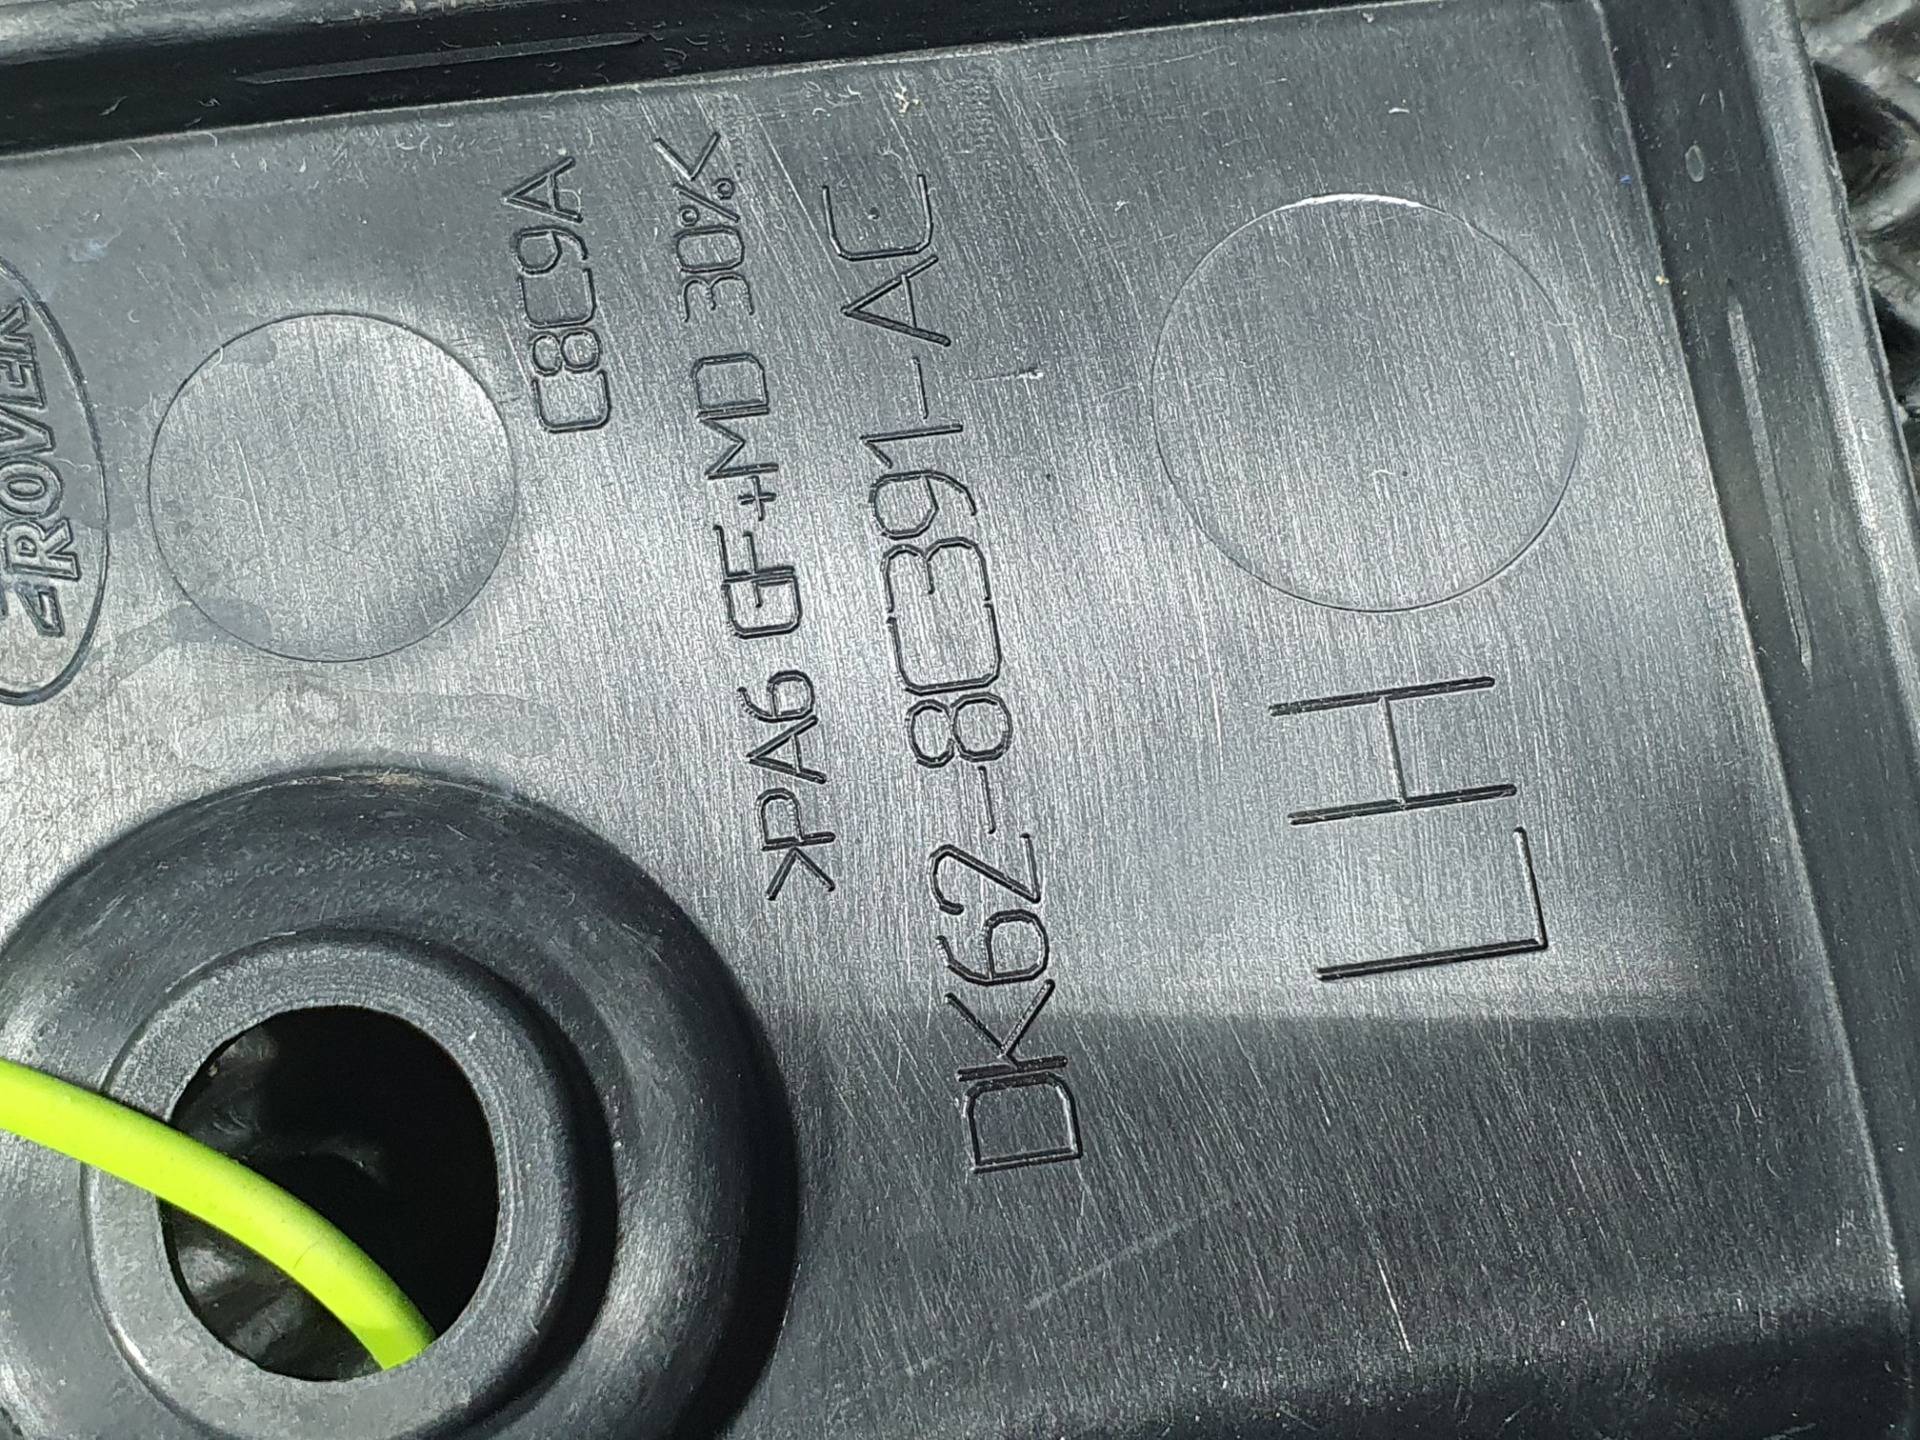 ROVER
C8C9A
>PA6 GF+MD 30%<
DK62-8C391-AC
LH